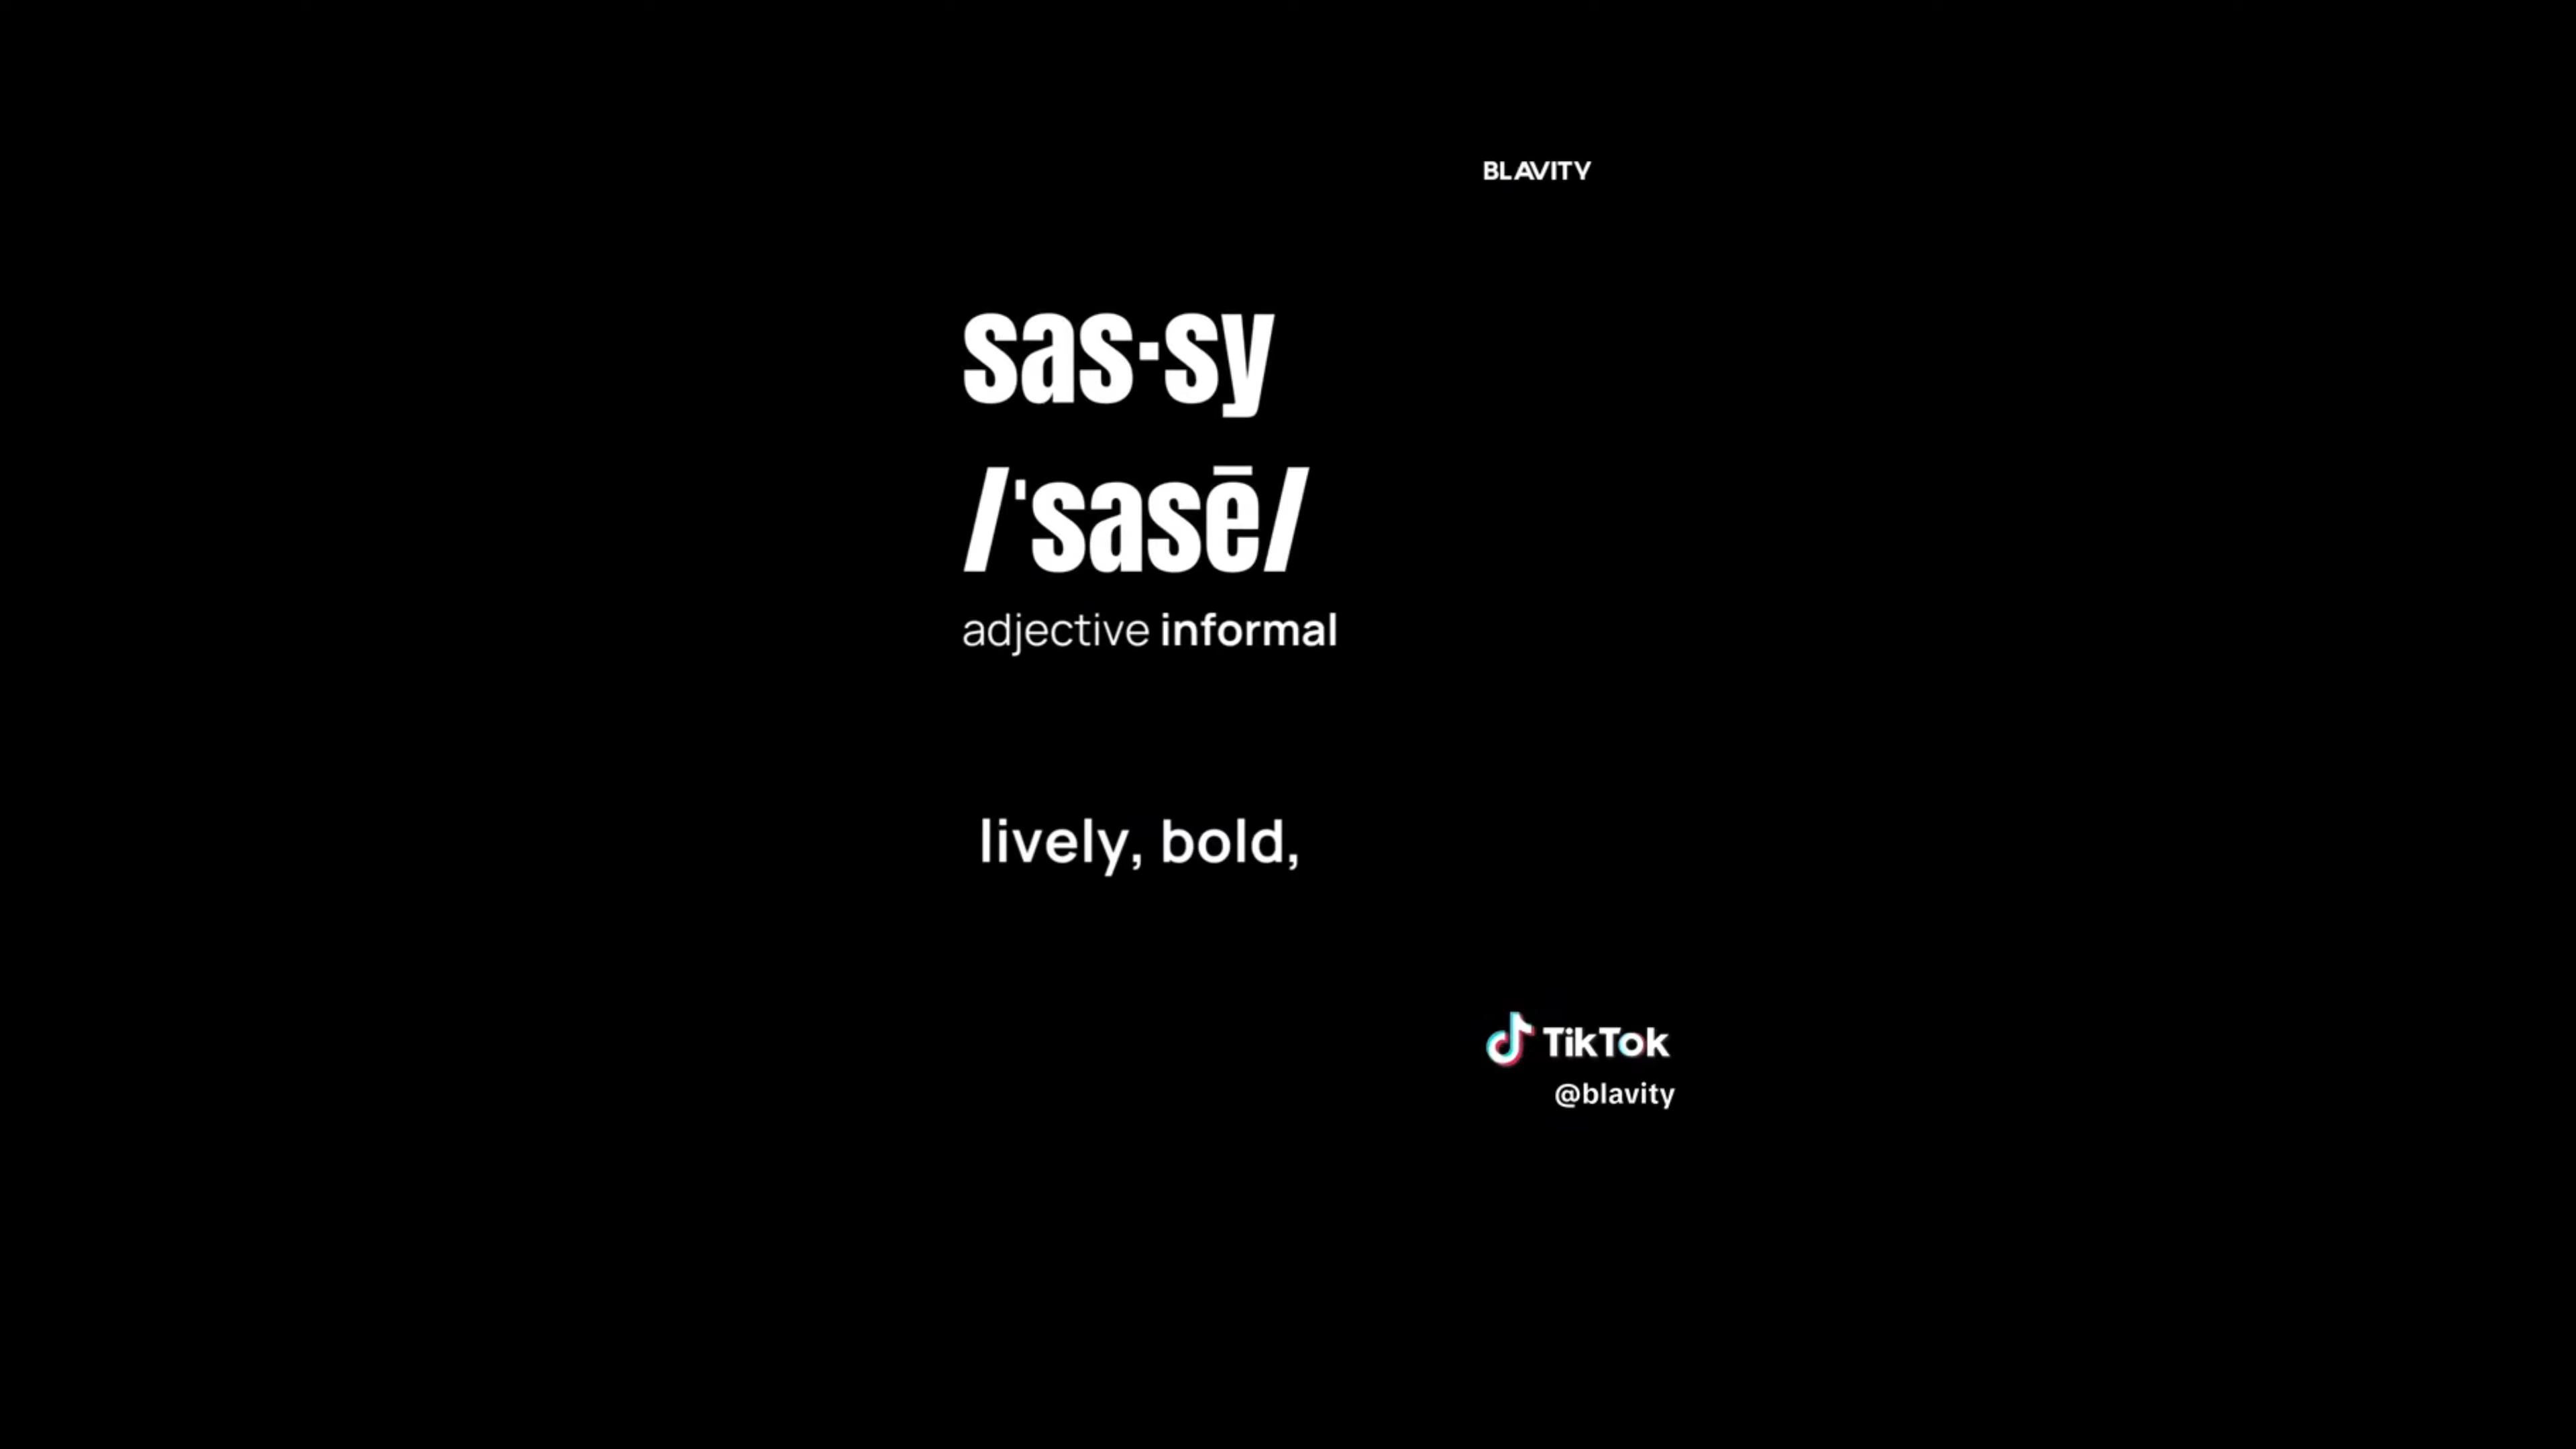 BLAVITY
sas·sy
/ˈsasē/
adjective informal
lively, bold,
TikTok
@blavity